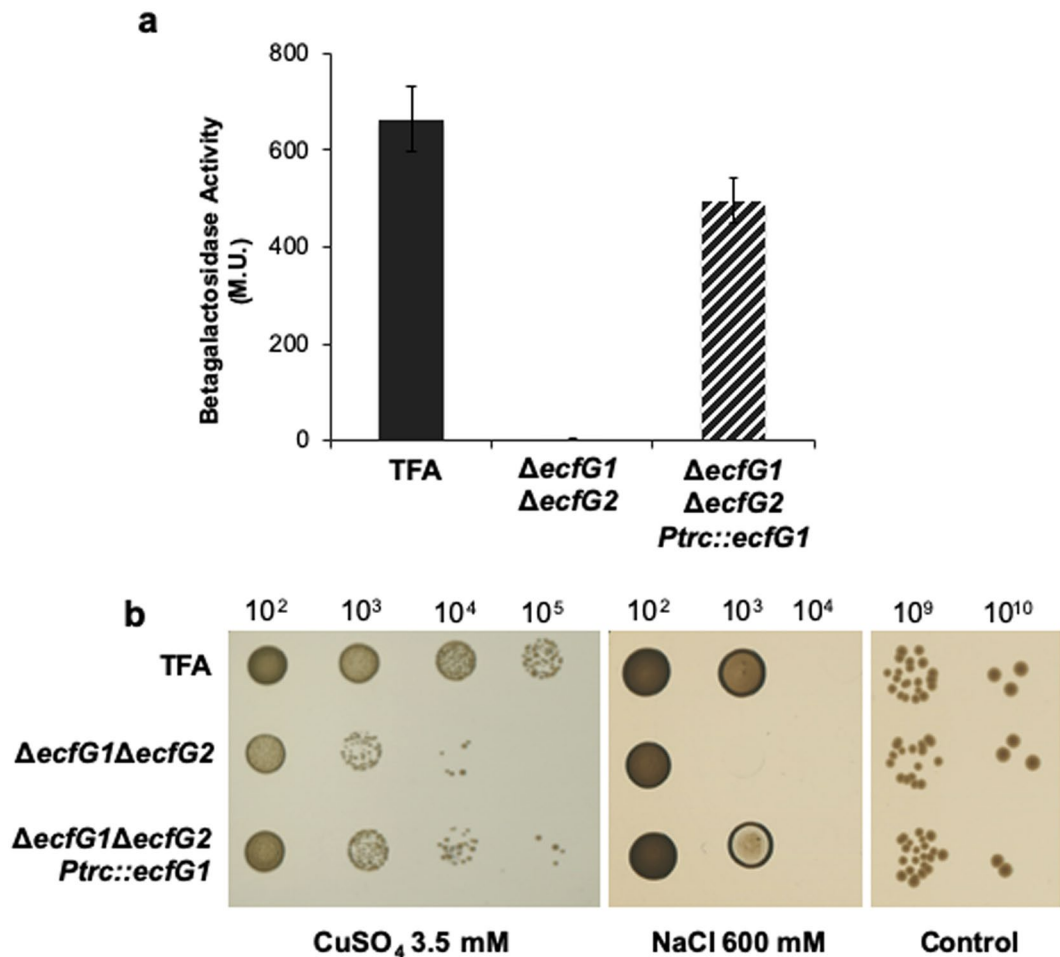 a
800
600
400
200
0
Betagalactosidase Activity
(M.U.)
TFA
ΔecfG1
ΔecfG2
ΔecfG1
ΔecfG2
Ptrc::ecfG1
b
10² 10³ 10⁴ 10⁵ 10² 10³ 10⁴ 10⁹ 10¹⁰
TFA
ΔecfG1ΔecfG2
ΔecfG1ΔecfG2
Ptrc::ecfG1
CuSO₄ 3.5 mM NaCl 600 mM Control